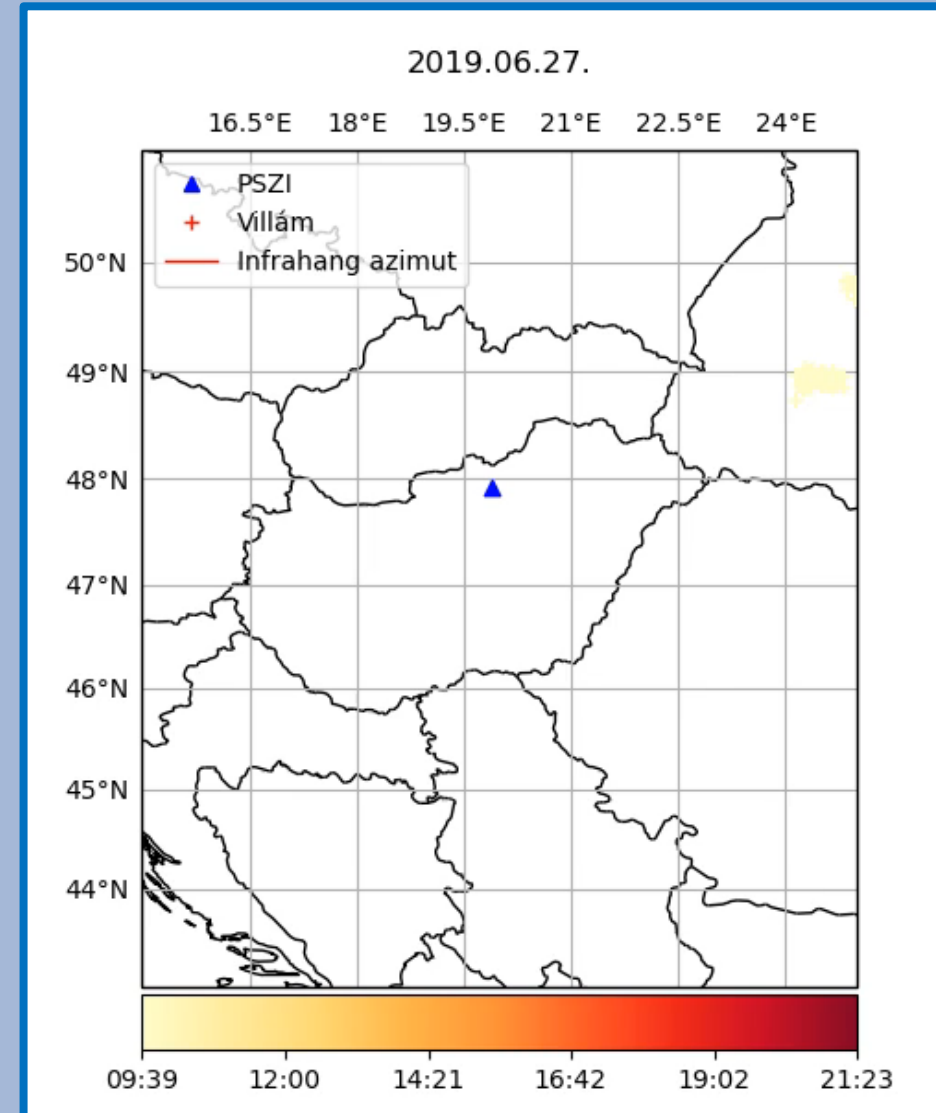 2019.06.27.
16.5°E 18°E 19.5°E 21°E 22.5°E 24°E
PSZI
Villám
Infrahang azimut
50°N
49°N
48°N
47°N
46°N
45°N
44°N
09:39 12:00 14:21 16:42 19:02 21:23